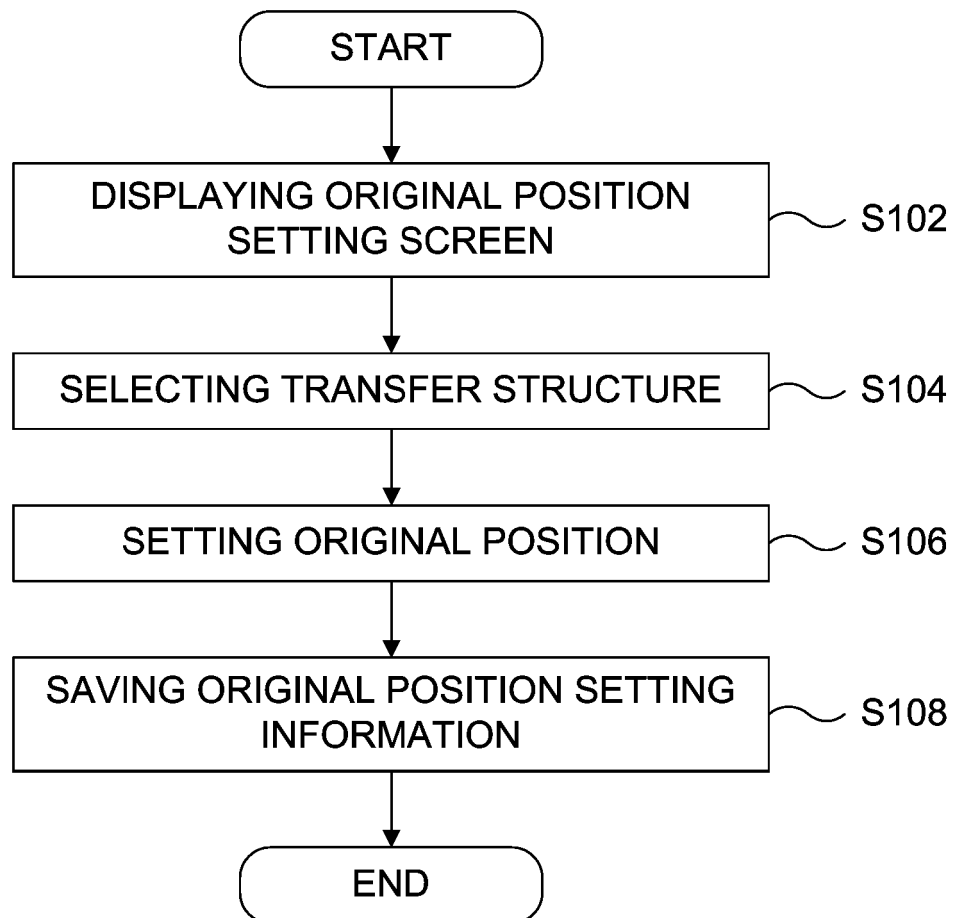 START
DISPLAYING ORIGINAL POSITION
SETTING SCREEN
S102
SELECTING TRANSFER STRUCTURE
S104
SETTING ORIGINAL POSITION
S106
SAVING ORIGINAL POSITION SETTING
INFORMATION
S108
END